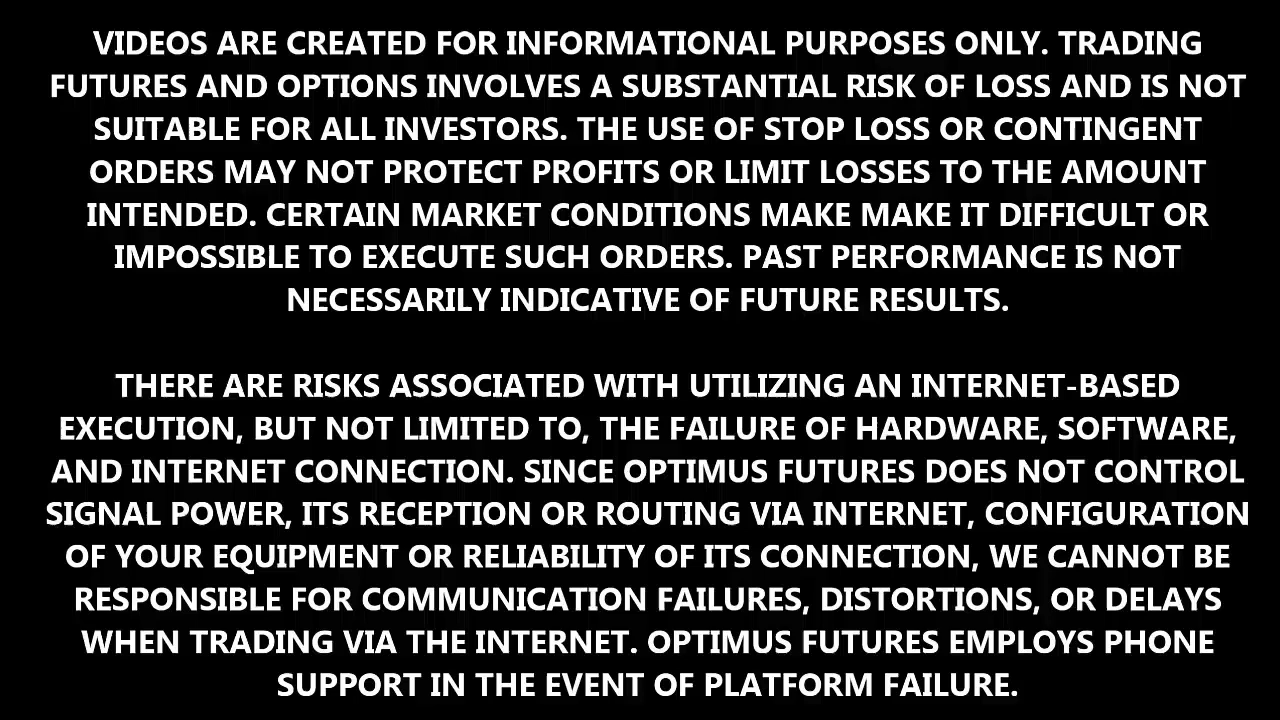 VIDEOS ARE CREATED FOR INFORMATIONAL PURPOSES ONLY. TRADING
FUTURES AND OPTIONS INVOLVES A SUBSTANTIAL RISK OF LOSS AND IS NOT
SUITABLE FOR ALL INVESTORS. THE USE OF STOP LOSS OR CONTINGENT
ORDERS MAY NOT PROTECT PROFITS OR LIMIT LOSSES TO THE AMOUNT
INTENDED. CERTAIN MARKET CONDITIONS MAKE MAKE IT DIFFICULT OR
IMPOSSIBLE TO EXECUTE SUCH ORDERS. PAST PERFORMANCE IS NOT
NECESSARILY INDICATIVE OF FUTURE RESULTS.
THERE ARE RISKS ASSOCIATED WITH UTILIZING AN INTERNET-BASED
EXECUTION, BUT NOT LIMITED TO, THE FAILURE OF HARDWARE, SOFTWARE,
AND INTERNET CONNECTION. SINCE OPTIMUS FUTURES DOES NOT CONTROL
SIGNAL POWER, ITS RECEPTION OR ROUTING VIA INTERNET, CONFIGURATION
OF YOUR EQUIPMENT OR RELIABILITY OF ITS CONNECTION, WE CANNOT BE
RESPONSIBLE FOR COMMUNICATION FAILURES, DISTORTIONS, OR DELAYS
WHEN TRADING VIA THE INTERNET. OPTIMUS FUTURES EMPLOYS PHONE
SUPPORT IN THE EVENT OF PLATFORM FAILURE.